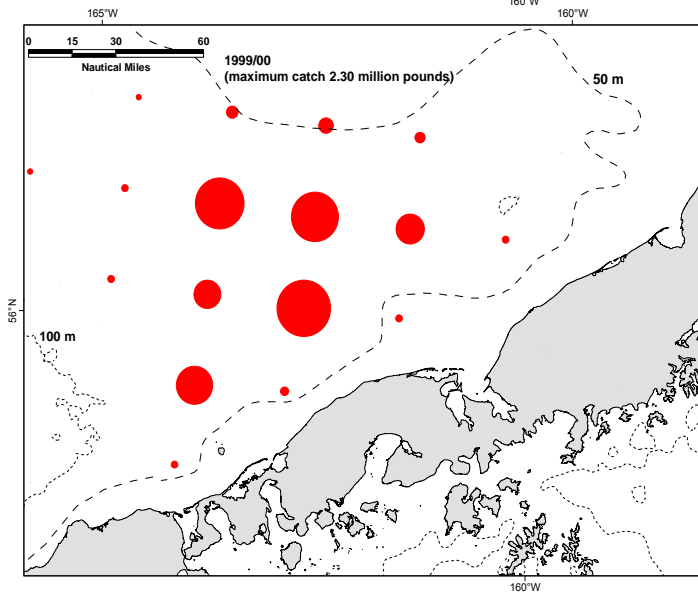 160°W
165°W
160°W
0 15 30 60
Nautical Miles
1999/00
(maximum catch 2.30 million pounds)
50 m
56°N
100 m
160°W